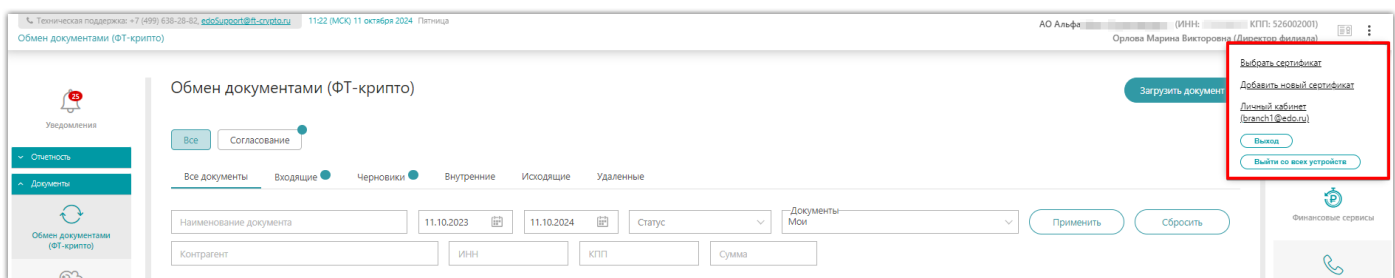 Техническая поддержка: +7 (499) 638-28-82, edoSupport@ft-crypto.ru 11:22 (МСК) 11 октября 2024 Пятница
АО Альфа (ИНН: КПП: 526002001)
Обмен документами (ФТ-крипто)
Орлова Марина Викторовна (Директор филиала)
Выбрать сертификат
Добавить новый сертификат
Личный кабинет
(branch1@edo.ru)
Выход
Выйти со всех устройств
25
Уведомления
Отчетность
Документы
Обмен документами
(ФТ-крипто)
Обмен документами (ФТ-крипто)
Загрузить документ
Все Согласование
Все документы Входящие Черновики Внутренние Исходящие Удаленные
Наименование документа 11.10.2023 11.10.2024 Статус Документы
Мои Применить Сбросить
Контрагент ИНН КПП Сумма
Финансовые сервисы